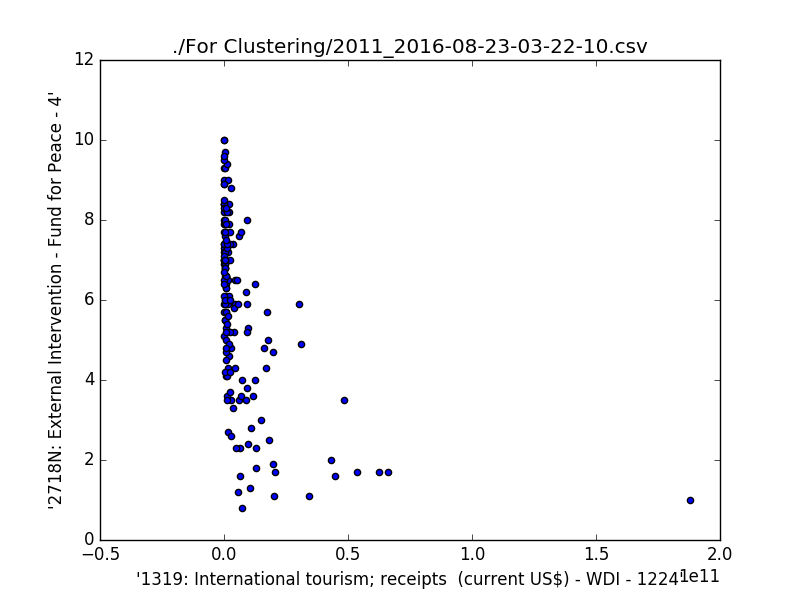 ./For Clustering/2011_2016-08-23-03-22-10.csv
12
10
8
6
4
2
0
'2718N: External Intervention - Fund for Peace - 4'
−0.5 0.0 0.5 1.0 1.5 2.0
1e11
'1319: International tourism; receipts (current US$) - WDI - 1224'